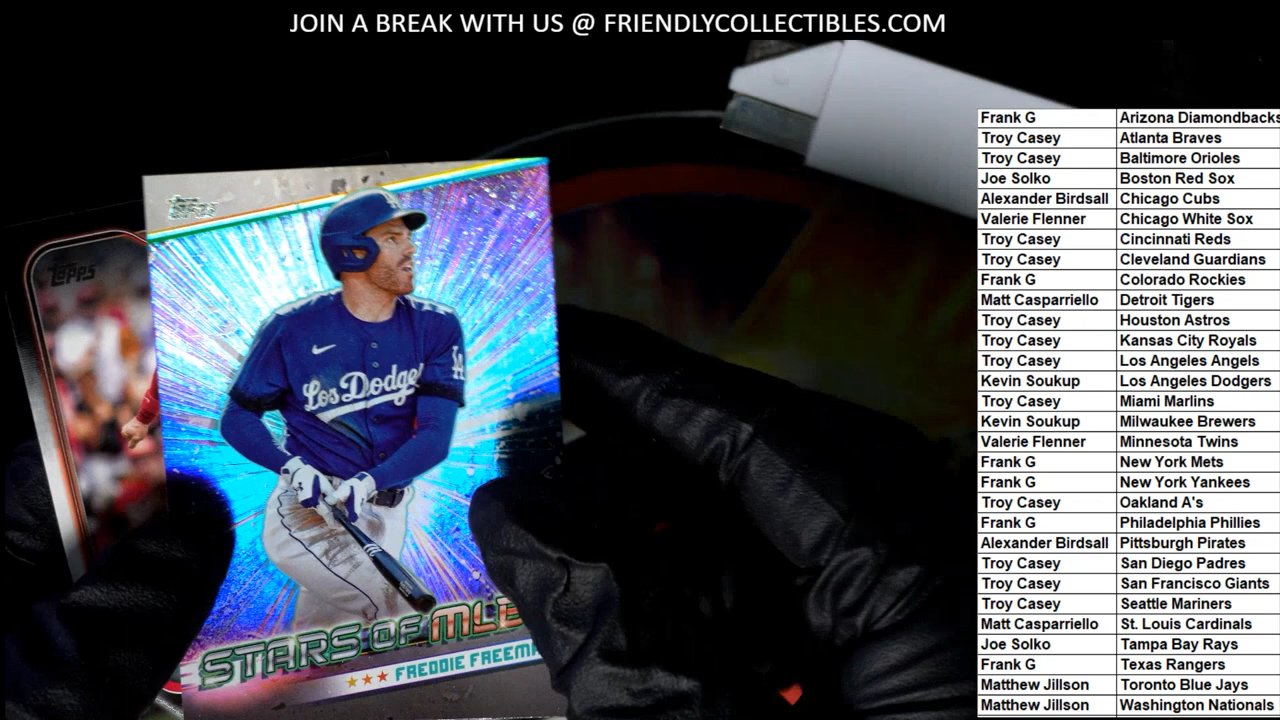 JOIN A BREAK WITH US @ FRIENDLYCOLLECTIBLES.COM
Topps
Topps
Los Dodge
LA
STARS OF MLB
★★★ FREDDIE FREEM
Frank G Arizona Diamondbacks
Troy Casey Atlanta Braves
Troy Casey Baltimore Orioles
Joe Solko Boston Red Sox
Alexander Birdsall Chicago Cubs
Valerie Flenner Chicago White Sox
Troy Casey Cincinnati Reds
Troy Casey Cleveland Guardians
Frank G Colorado Rockies
Matt Casparriello Detroit Tigers
Troy Casey Houston Astros
Troy Casey Kansas City Royals
Troy Casey Los Angeles Angels
Kevin Soukup Los Angeles Dodgers
Troy Casey Miami Marlins
Kevin Soukup Milwaukee Brewers
Valerie Flenner Minnesota Twins
Frank G New York Mets
Frank G New York Yankees
Troy Casey Oakland A's
Frank G Philadelphia Phillies
Alexander Birdsall Pittsburgh Pirates
Troy Casey San Diego Padres
Troy Casey San Francisco Giants
Troy Casey Seattle Mariners
Matt Casparriello St. Louis Cardinals
Joe Solko Tampa Bay Rays
Frank G Texas Rangers
Matthew Jillson Toronto Blue Jays
Matthew Jillson Washington Nationals